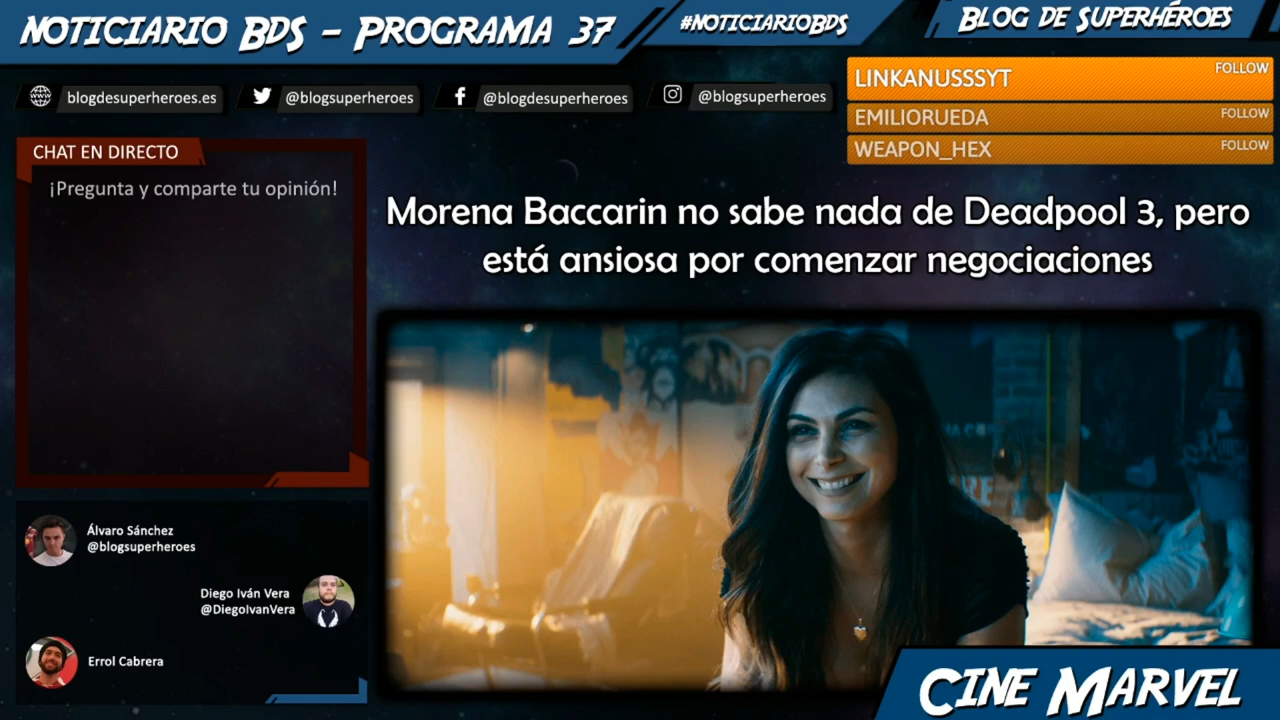 NOTICIARIO BDS – PROGRAMA 37
#NOTICIARIOBDS
BLOG DE SUPERHÉROES
www
blogdesuperheroes.es
@blogsuperheroes
@blogdesuperheroes
@blogsuperheroes
LINKANUSSSYT
FOLLOW
EMILIORUEDA
FOLLOW
WEAPON_HEX
FOLLOW
CHAT EN DIRECTO
¡Pregunta y comparte tu opinión!
Morena Baccarin no sabe nada de Deadpool 3, pero
está ansiosa por comenzar negociaciones
Álvaro Sánchez
@blogsuperheroes
Diego Iván Vera
@DiegoIvanVera
Errol Cabrera
CINE MARVEL